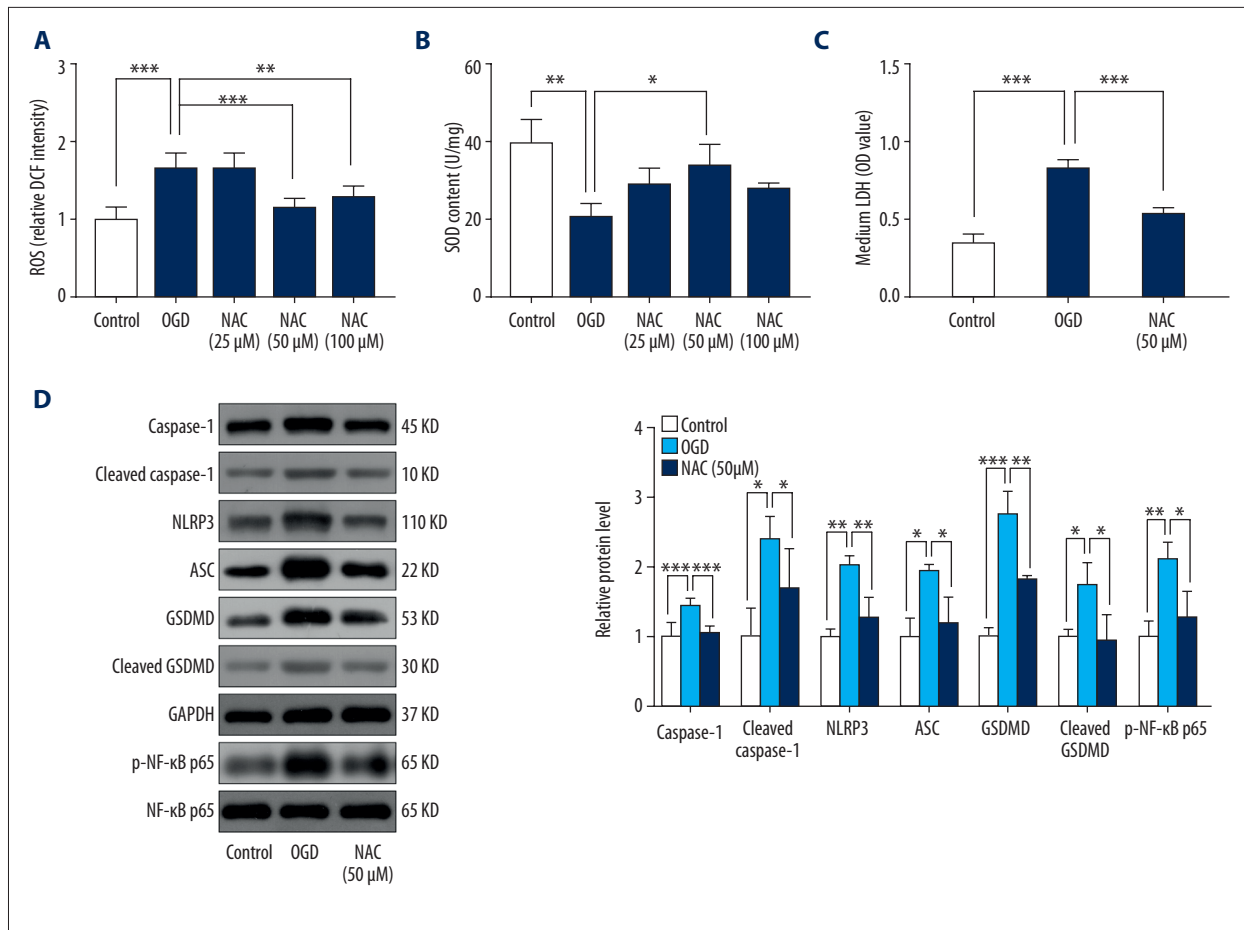 A
ROS (relative DCF intensity)
3
2
1
0
***
**
***
Control
OGD
NAC
(25 µM)
NAC
(50 µM)
NAC
(100 µM)
B
SOD content (U/mg)
60
40
20
0
**
*
Control
OGD
NAC
(25 µM)
NAC
(50 µM)
NAC
(100 µM)
C
Medium LDH (OD value)
1.5
1.0
0.5
0.0
***
***
Control
OGD
NAC
(50 µM)
D
Caspase-1 45 KD
Cleaved caspase-1 10 KD
NLRP3 110 KD
ASC 22 KD
GSDMD 53 KD
Cleaved GSDMD 30 KD
GAPDH 37 KD
p-NF-κB p65 65 KD
NF-κB p65 65 KD
Control
OGD
NAC
(50 µM)
Relative protein level
4
3
2
1
0
Control
OGD
NAC (50µM)
*** ***
* *
** **
* *
*** **
* *
** *
Caspase-1
Cleaved
caspase-1
NLRP3
ASC
GSDMD
Cleaved
GSDMD
p-NF-κB p65